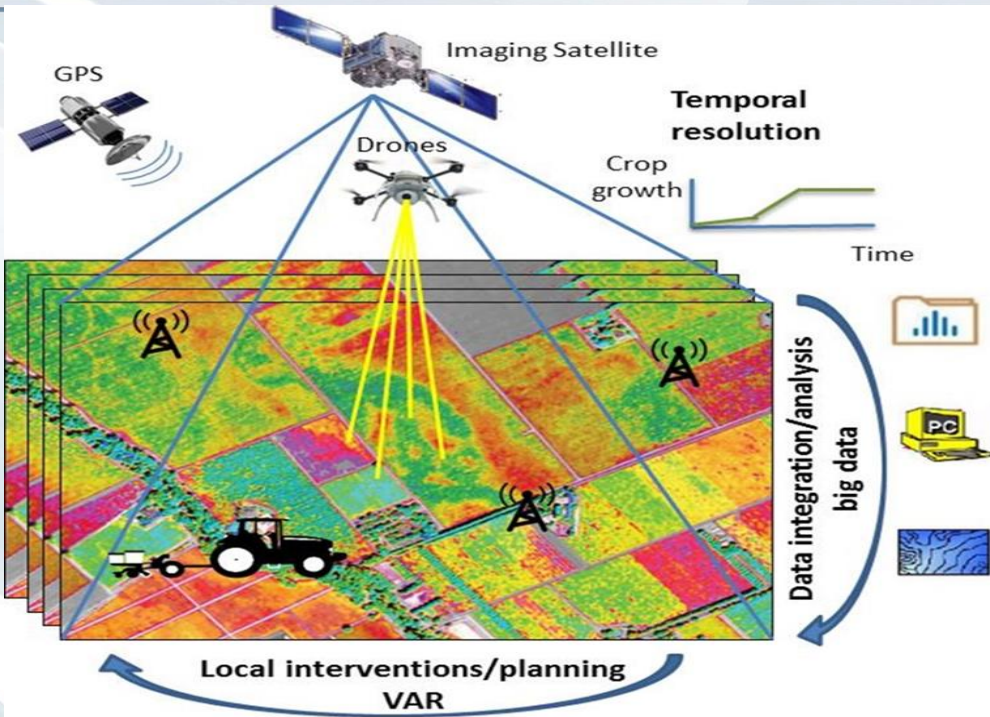 Imaging Satellite
GPS
Temporal
resolution
Drones
Crop
growth
Time
Data integration/analysis
big data
PC
Local interventions/planning
VAR